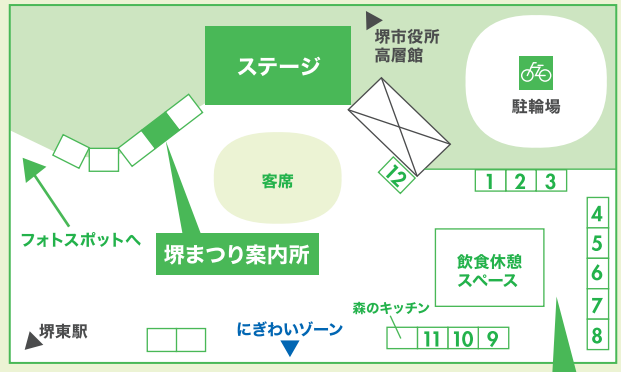 ステージ
堺市役所
高層館
駐輪場
客席
12
1 2 3
4
5
6
7
8
フォトスポットへ
堺まつり案内所
飲食休憩
スペース
森のキッチン
11 10 9
堺東駅
にぎわいゾーン